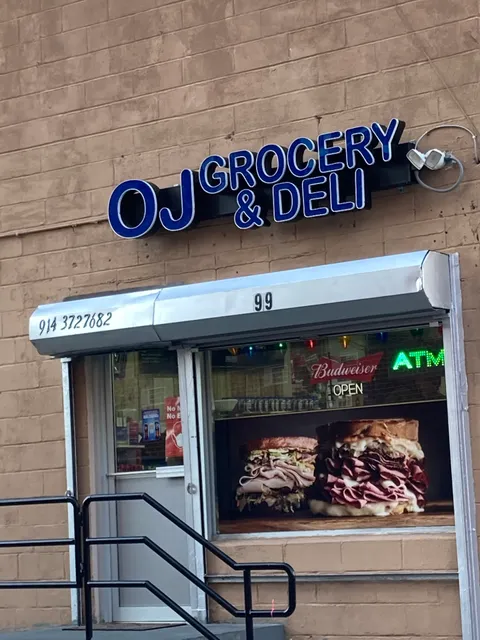 OJ GROCERY
& DELI
914 3727682
99
Budweiser
OPEN
ATM